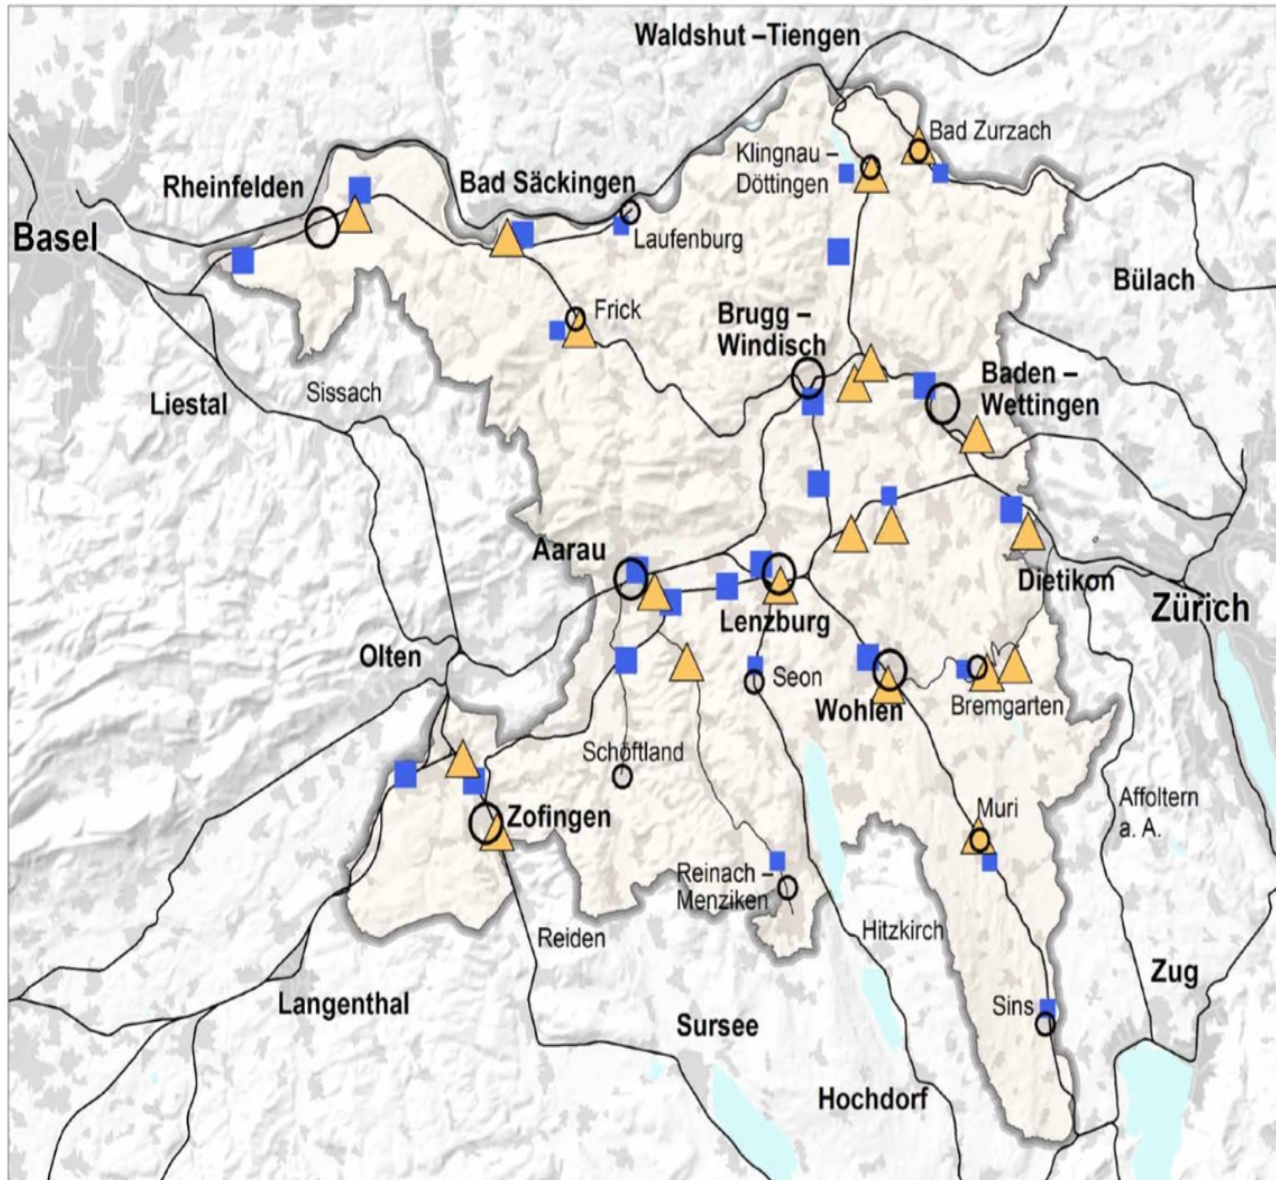 Waldshut –Tiengen
Bad Zurzach
Klingnau –
Döttingen
Rheinfelden
Bad Säckingen
Basel
Laufenburg
Bülach
Frick
Brugg –
Windisch
Baden –
Wettingen
Sissach
Liestal
Aarau
Dietikon
Zürich
Lenzburg
Olten
Seon
Wohlen
Bremgarten
Schöftland
Zofingen
Muri
Affoltern
a. A.
Reinach –
Menziken
Reiden
Hitzkirch
Langenthal
Zug
Sins
Sursee
Hochdorf